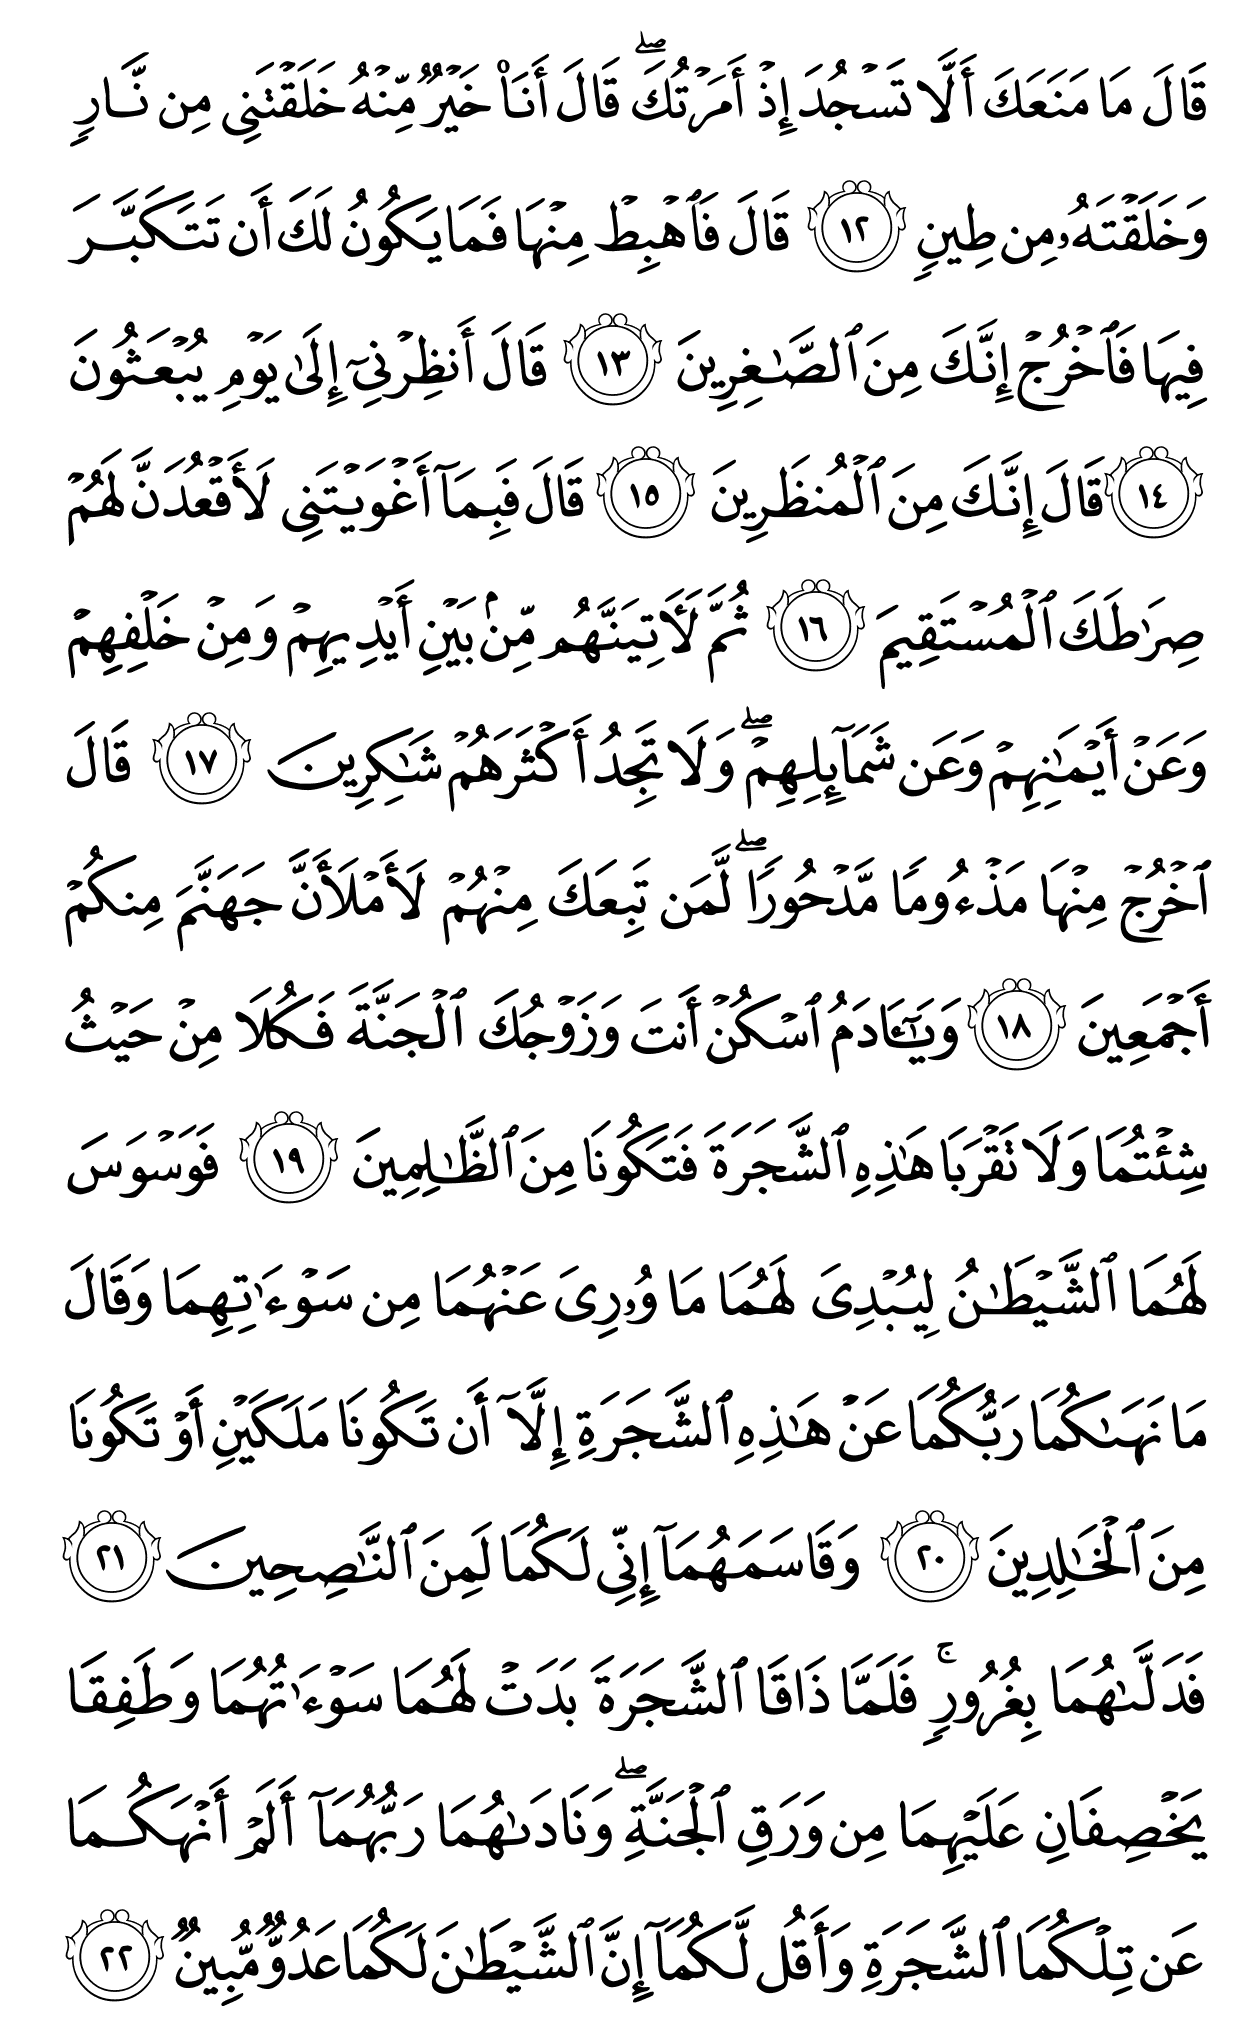 قَالَ مَا مَنَعَكَ أَلَّا تَسۡجُدَ إِذۡ أَمَرۡتُكَۖ قَالَ أَنَا۠ خَيۡرٞ مِّنۡهُ خَلَقۡتَنِي مِن نَّارٖ
وَخَلَقۡتَهُۥ مِن طِينٖ ١٢ قَالَ فَٱهۡبِطۡ مِنۡهَا فَمَا يَكُونُ لَكَ أَن تَتَكَبَّرَ
فِيهَا فَٱخۡرُجۡ إِنَّكَ مِنَ ٱلصَّٰغِرِينَ ١٣ قَالَ أَنظِرۡنِيٓ إِلَىٰ يَوۡمِ يُبۡعَثُونَ
١٤ قَالَ إِنَّكَ مِنَ ٱلۡمُنظَرِينَ ١٥ قَالَ فَبِمَآ أَغۡوَيۡتَنِي لَأَقۡعُدَنَّ لَهُمۡ
صِرَٰطَكَ ٱلۡمُسۡتَقِيمَ ١٦ ثُمَّ لَأٓتِيَنَّهُم مِّنۢ بَيۡنِ أَيۡدِيهِمۡ وَمِنۡ خَلۡفِهِمۡ
وَعَنۡ أَيۡمَٰنِهِمۡ وَعَن شَمَآئِلِهِمۡۖ وَلَا تَجِدُ أَكۡثَرَهُمۡ شَٰكِرِينَ ١٧ قَالَ
ٱخۡرُجۡ مِنۡهَا مَذۡءُومٗا مَّدۡحُورٗاۖ لَّمَن تَبِعَكَ مِنۡهُمۡ لَأَمۡلَأَنَّ جَهَنَّمَ مِنكُمۡ
أَجۡمَعِينَ ١٨ وَيَٰٓـَٔادَمُ ٱسۡكُنۡ أَنتَ وَزَوۡجُكَ ٱلۡجَنَّةَ فَكُلَا مِنۡ حَيۡثُ
شِئۡتُمَا وَلَا تَقۡرَبَا هَٰذِهِ ٱلشَّجَرَةَ فَتَكُونَا مِنَ ٱلظَّٰلِمِينَ ١٩ فَوَسۡوَسَ
لَهُمَا ٱلشَّيۡطَٰنُ لِيُبۡدِيَ لَهُمَا مَا وُۥرِيَ عَنۡهُمَا مِن سَوۡءَٰتِهِمَا وَقَالَ
مَا نَهَىٰكُمَا رَبُّكُمَا عَنۡ هَٰذِهِ ٱلشَّجَرَةِ إِلَّآ أَن تَكُونَا مَلَكَيۡنِ أَوۡ تَكُونَا
مِنَ ٱلۡخَٰلِدِينَ ٢٠ وَقَاسَمَهُمَآ إِنِّي لَكُمَا لَمِنَ ٱلنَّٰصِحِينَ ٢١
فَدَلَّىٰهُمَا بِغُرُورٖۚ فَلَمَّا ذَاقَا ٱلشَّجَرَةَ بَدَتۡ لَهُمَا سَوۡءَٰتُهُمَا وَطَفِقَا
يَخۡصِفَانِ عَلَيۡهِمَا مِن وَرَقِ ٱلۡجَنَّةِۖ وَنَادَىٰهُمَا رَبُّهُمَآ أَلَمۡ أَنۡهَكُمَا
عَن تِلۡكُمَا ٱلشَّجَرَةِ وَأَقُل لَّكُمَآ إِنَّ ٱلشَّيۡطَٰنَ لَكُمَا عَدُوّٞ مُّبِينٞ ٢٢